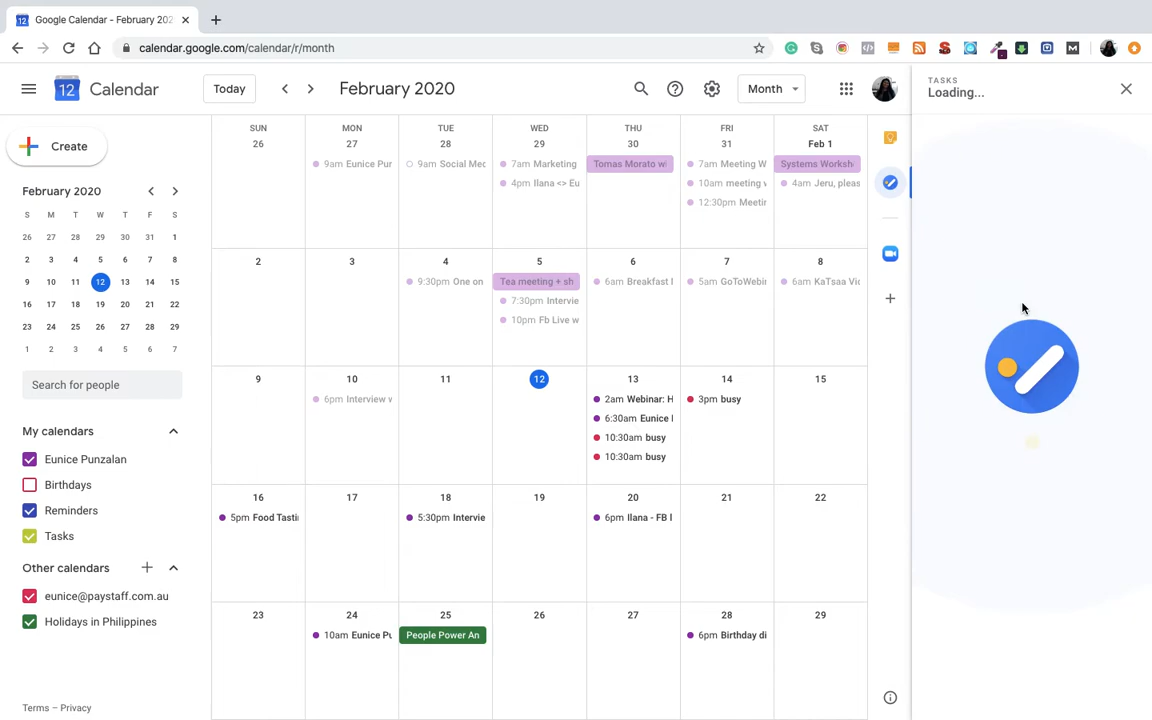 Google Calendar - February 202
calendar.google.com/calendar/r/month
12 Calendar
Today
February 2020
Month
TASKS
Loading...
Create
February 2020
S M T W T F S
26 27 28 29 30 31 1
2 3 4 5 6 7 8
9 10 11 12 13 14 15
16 17 18 19 20 21 22
23 24 25 26 27 28 29
1 2 3 4 5 6 7
Search for people
My calendars
Eunice Punzalan
Birthdays
Reminders
Tasks
Other calendars
eunice@paystaff.com.au
Holidays in Philippines
Terms – Privacy
SUN MON TUE WED THU FRI SAT
26 27 28 29 30 31 Feb 1
9am Eunice Pur
9am Social Med
7am Marketing
4pm Ilana <> Eu
Tomas Morato w
7am Meeting W
10am meeting w
12:30pm Meetin
Systems Worksh
4am Jeru, pleas
2 3 4 5 6 7 8
9:30pm One on
Tea meeting + sh
7:30pm Intervie
10pm Fb Live w
6am Breakfast
5am GoToWebin
6am KaTsaa Vid
9 10 11 12 13 14 15
6pm Interview w
2am Webinar: H
6:30am Eunice
10:30am busy
10:30am busy
3pm busy
16 17 18 19 20 21 22
5pm Food Tasti
5:30pm Intervie
6pm Ilana - FB
23 24 25 26 27 28 29
10am Eunice Pu
People Power An
6pm Birthday di